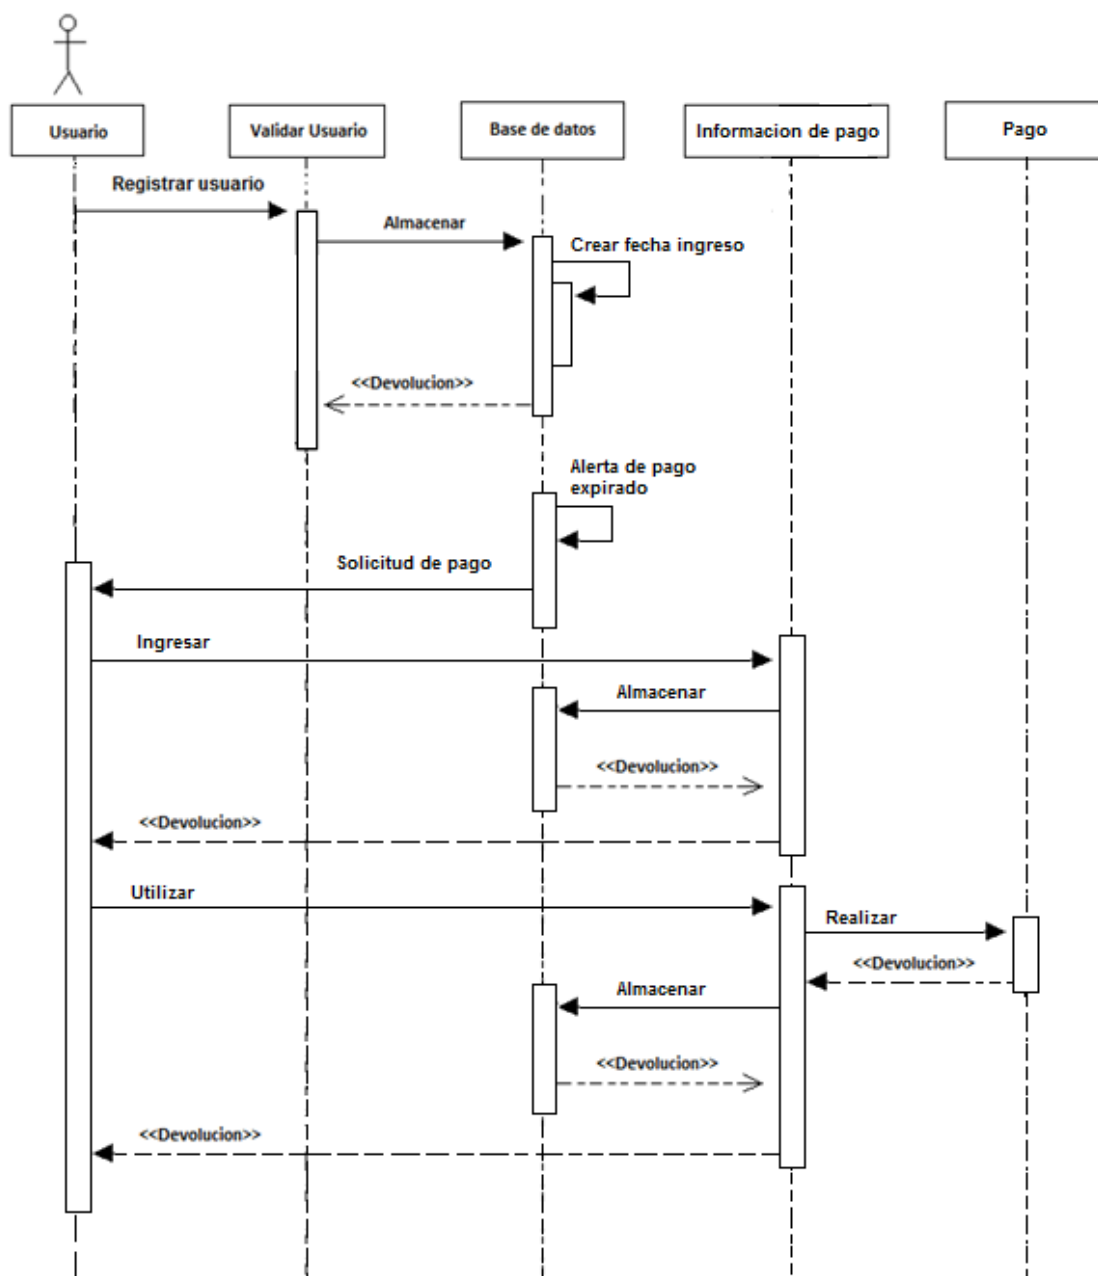 Usuario
Validar Usuario
Base de datos
Informacion de pago
Pago
Registrar usuario
Almacenar
Crear fecha ingreso
<<Devolucion>>
Alerta de pago
expirado
Solicitud de pago
Ingresar
Almacenar
<<Devolucion>>
<<Devolucion>>
Utilizar
Realizar
<<Devolucion>>
Almacenar
<<Devolucion>>
<<Devolucion>>